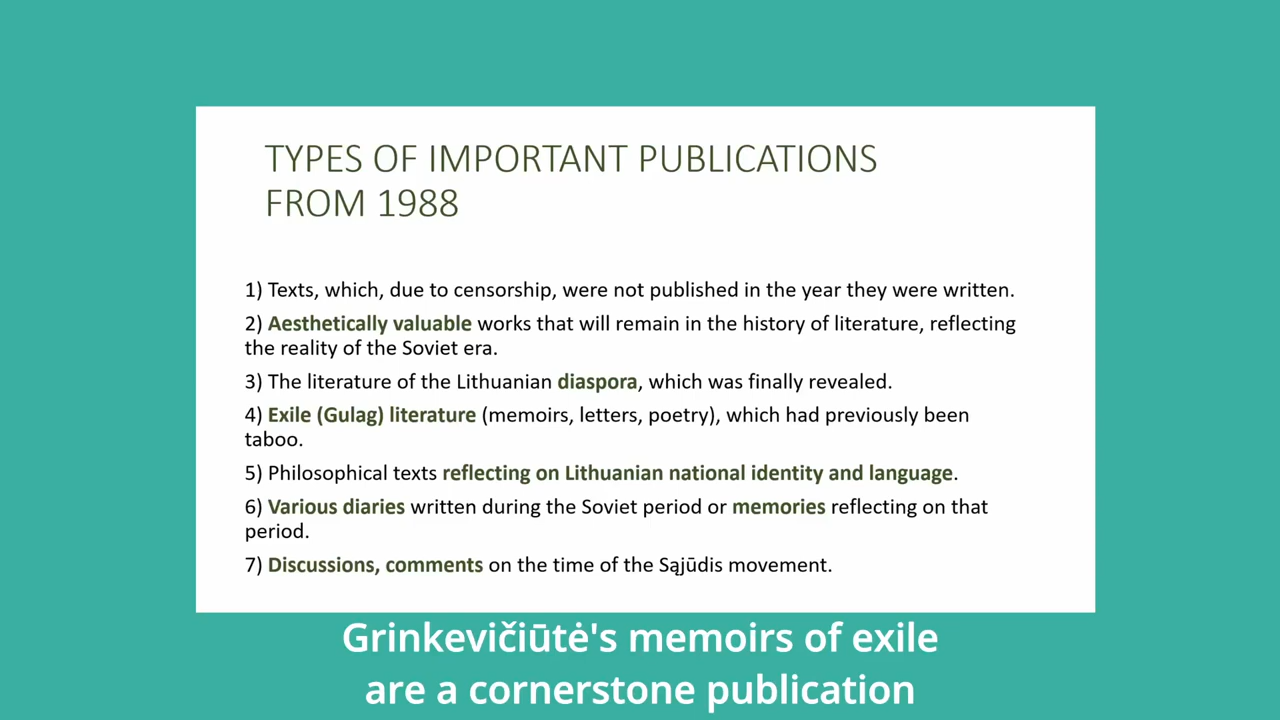 TYPES OF IMPORTANT PUBLICATIONS
FROM 1988
1) Texts, which, due to censorship, were not published in the year they were written.
2) Aesthetically valuable works that will remain in the history of literature, reflecting
the reality of the Soviet era.
3) The literature of the Lithuanian diaspora, which was finally revealed.
4) Exile (Gulag) literature (memoirs, letters, poetry), which had previously been
taboo.
5) Philosophical texts reflecting on Lithuanian national identity and language.
6) Various diaries written during the Soviet period or memories reflecting on that
period.
7) Discussions, comments on the time of the Sąjūdis movement.
Grinkevičiūtė's memoirs of exile
are a cornerstone publication